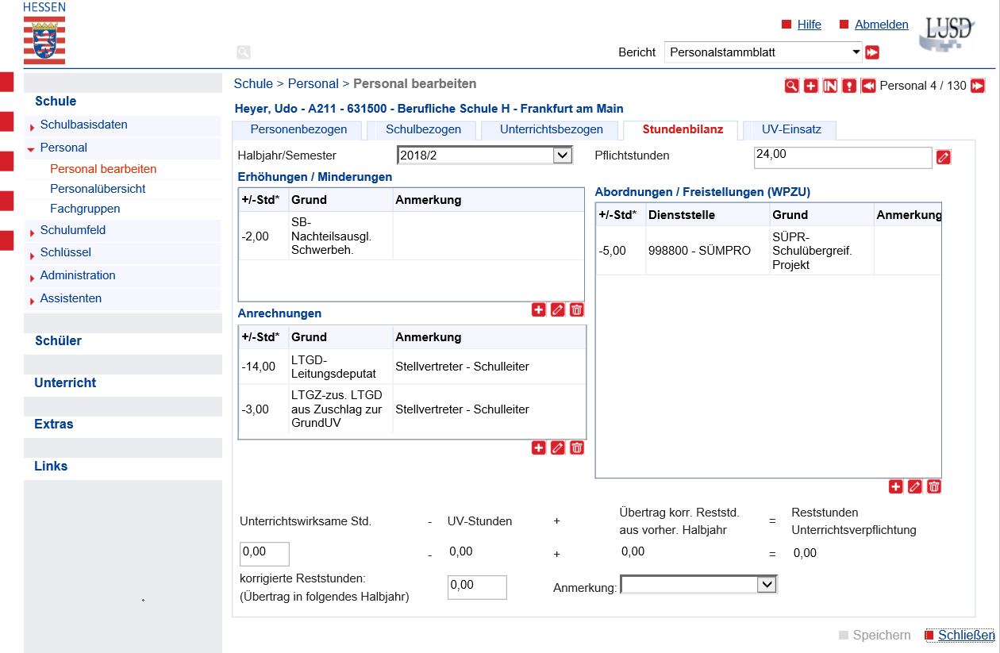 HESSEN
Hilfe Abmelden LUSD
Bericht Personalstammblatt
Schule > Personal > Personal bearbeiten
Personal 4 / 130
Heyer, Udo - A211 - 631500 - Berufliche Schule H - Frankfurt am Main
Schule
Schulbasisdaten
Personal
Personal bearbeiten
Personalübersicht
Fachgruppen
Schulumfeld
Schlüssel
Administration
Assistenten
Schüler
Unterricht
Extras
Links
Personenbezogen Schulbezogen Unterrichtsbezogen Stundenbilanz UV-Einsatz
Halbjahr/Semester 2018/2 Pflichtstunden 24,00
Erhöhungen / Minderungen
+/-Std* Grund Anmerkung
-2,00 SB-
Nachteilsausgl.
Schwerbeh.
Anrechnungen
+/-Std* Grund Anmerkung
-14,00 LTGD-
Leitungsdeputat Stellvertreter - Schulleiter
-3,00 LTGZ-zus. LTGD
aus Zuschlag zur
GrundUV Stellvertreter - Schulleiter
Abordnungen / Freistellungen (WPZU)
+/-Std* Dienststelle Grund Anmerkung
-5,00 998800 - SÜMPRO SÜPR-
Schulübergreif.
Projekt
Unterrichtswirksame Std. - UV-Stunden + Übertrag korr. Reststd.
aus vorher. Halbjahr = Reststunden
Unterrichtsverpflichtung
0,00 - 0,00 + 0,00 = 0,00
korrigierte Reststunden:
(Übertrag in folgendes Halbjahr) 0,00 Anmerkung:
Speichern Schließen